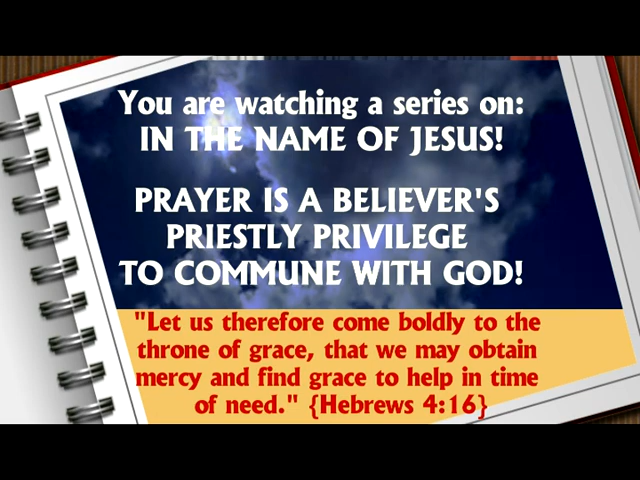 You are watching a series on:
IN THE NAME OF JESUS!
PRAYER IS A BELIEVER'S
PRIESTLY PRIVILEGE
TO COMMUNE WITH GOD!
"Let us therefore come boldly to the
throne of grace, that we may obtain
mercy and find grace to help in time
of need." {Hebrews 4:16}